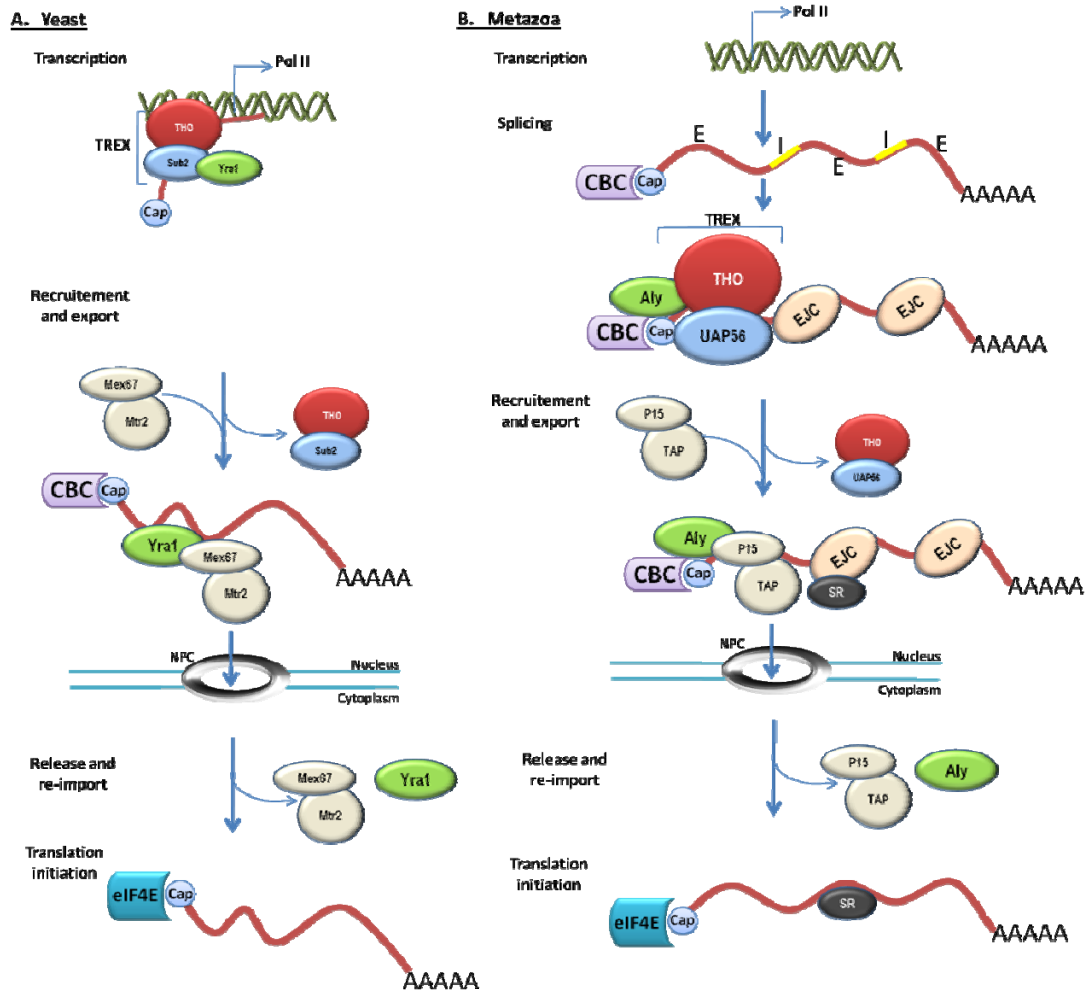 A. Yeast
Transcription
Pol II
THO
TREX
Sub2
Yra1
Cap
Recruitement
and export
Mex67
Mtr2
THO
Sub2
CBC
Cap
Yra1
Mex67
Mtr2
AAAAA
NPC
Nucleus
Cytoplasm
Release and
re-import
Mex67
Mtr2
Yra1
Translation
initiation
eIF4E
Cap
AAAAA
B. Metazoa
Transcription
Pol II
Splicing
E
I
E
I
E
CBC
Cap
AAAAA
TREX
THO
Aly
CBC
Cap
UAP56
EJC
EJC
AAAAA
Recruitement
and export
P15
TAP
THO
UAP56
Aly
P15
CBC
Cap
TAP
EJC
SR
EJC
AAAAA
NPC
Nucleus
Cytoplasm
Release and
re-import
P15
TAP
Aly
Translation
initiation
eIF4E
Cap
SR
AAAAA